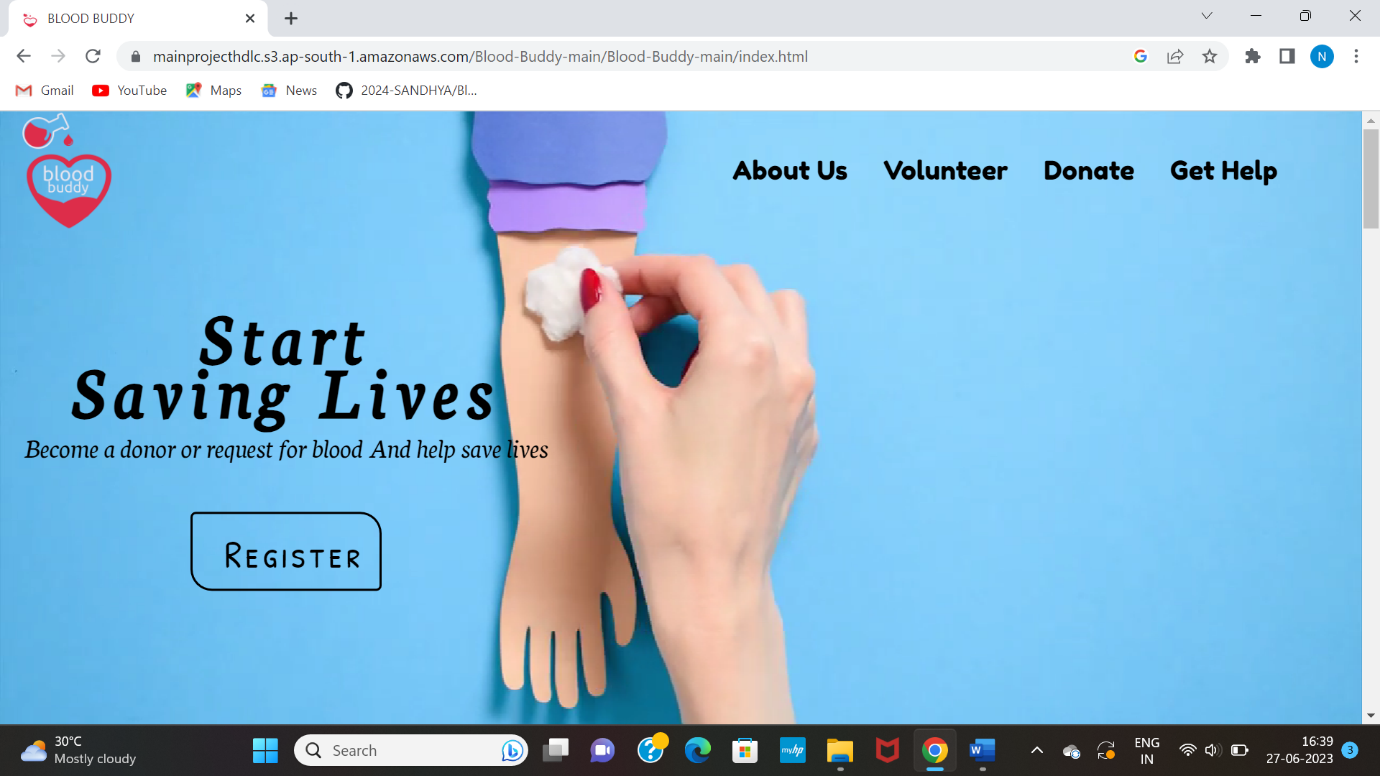 BLOOD BUDDY
mainprojecthdlc.s3.ap-south-1.amazonaws.com/Blood-Buddy-main/Blood-Buddy-main/index.html
N
Gmail YouTube Maps News 2024-SANDHYA/Bl...
blood
buddy
About Us Volunteer Donate Get Help
Start
Saving Lives
Become a donor or request for blood And help save lives
Register
30°C
Mostly cloudy
Search
myhp
W
ENG
IN
16:39
27-06-2023
3